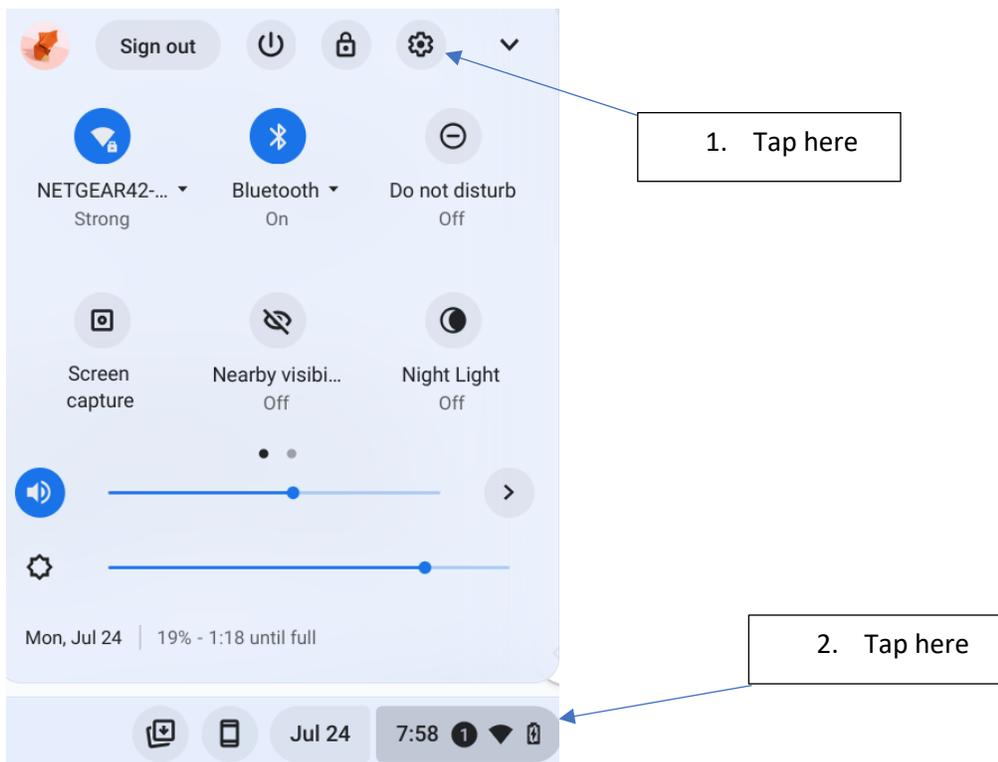 Sign out
1. Tap here
NETGEAR42-... Bluetooth Do not disturb
Strong On Off
Screen capture Nearby visibi... Night Light
Off Off
Mon, Jul 24 19% - 1:18 until full
2. Tap here
Jul 24 7:58 1